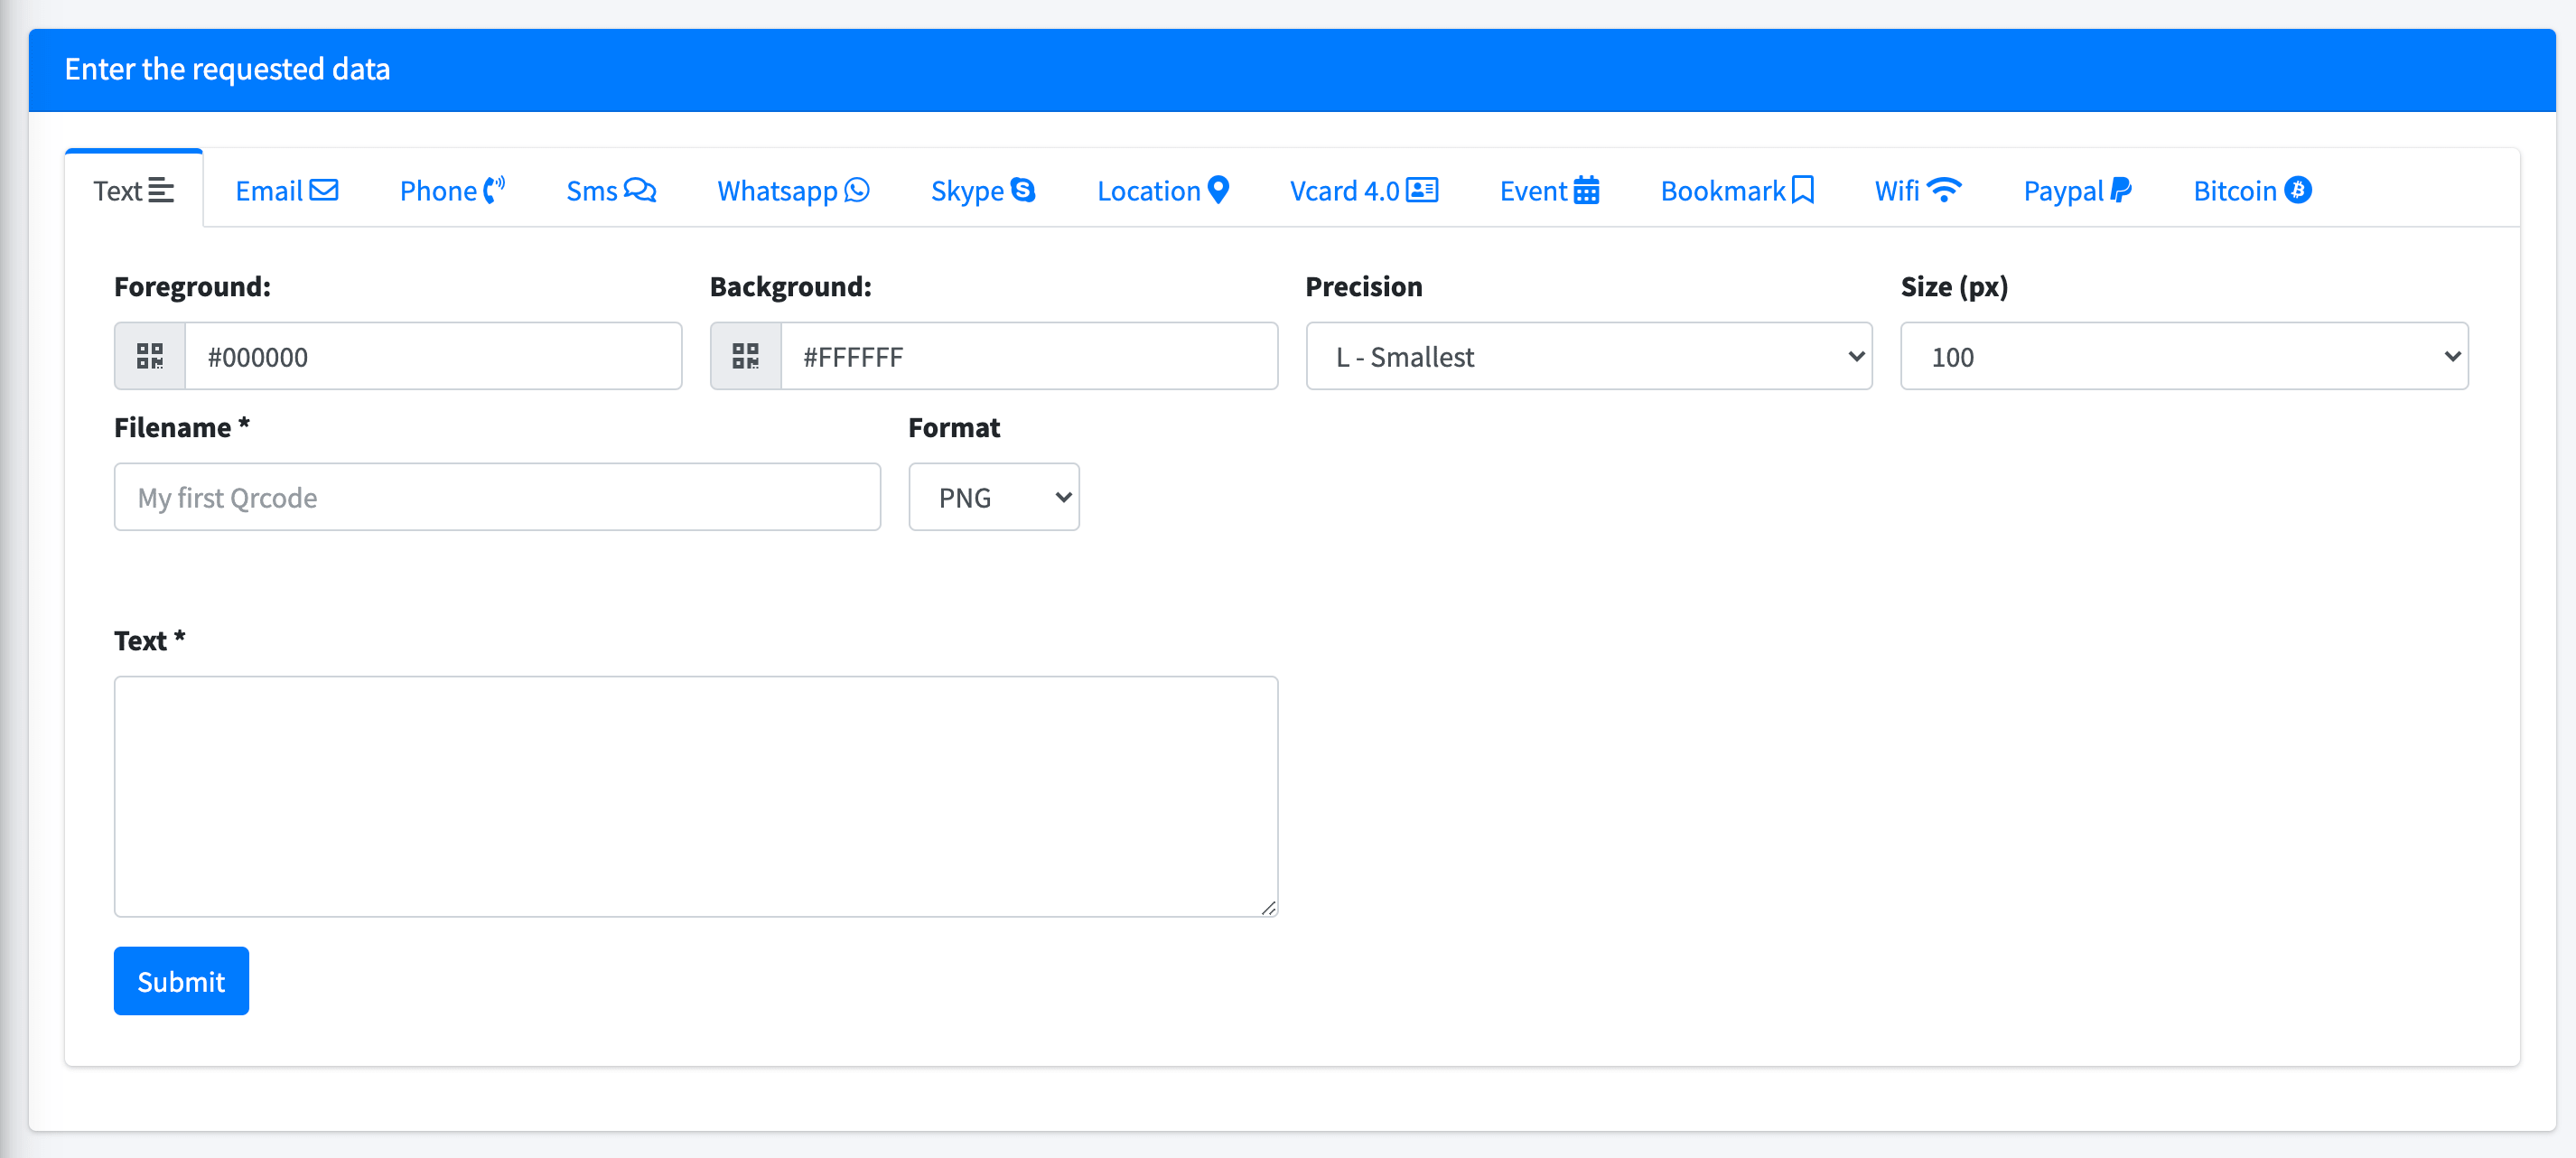 Enter the requested data
Text Email Phone Sms Whatsapp Skype Location Vcard 4.0 Event Bookmark Wifi Paypal Bitcoin
Foreground: Background: Precision Size (px)
#000000 #FFFFFF L - Smallest 100
Filename * Format
My first Qrcode PNG
Text *
Submit